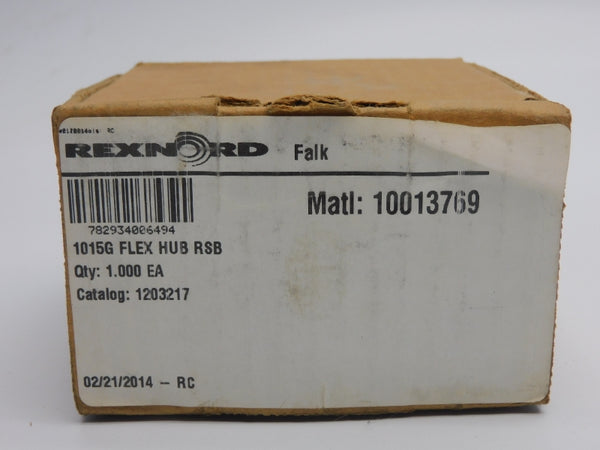 RC
REXNORD Falk
Matl: 10013769
782934006494
1015G FLEX HUB RSB
Qty: 1.000 EA
Catalog: 1203217
02/21/2014 – RC